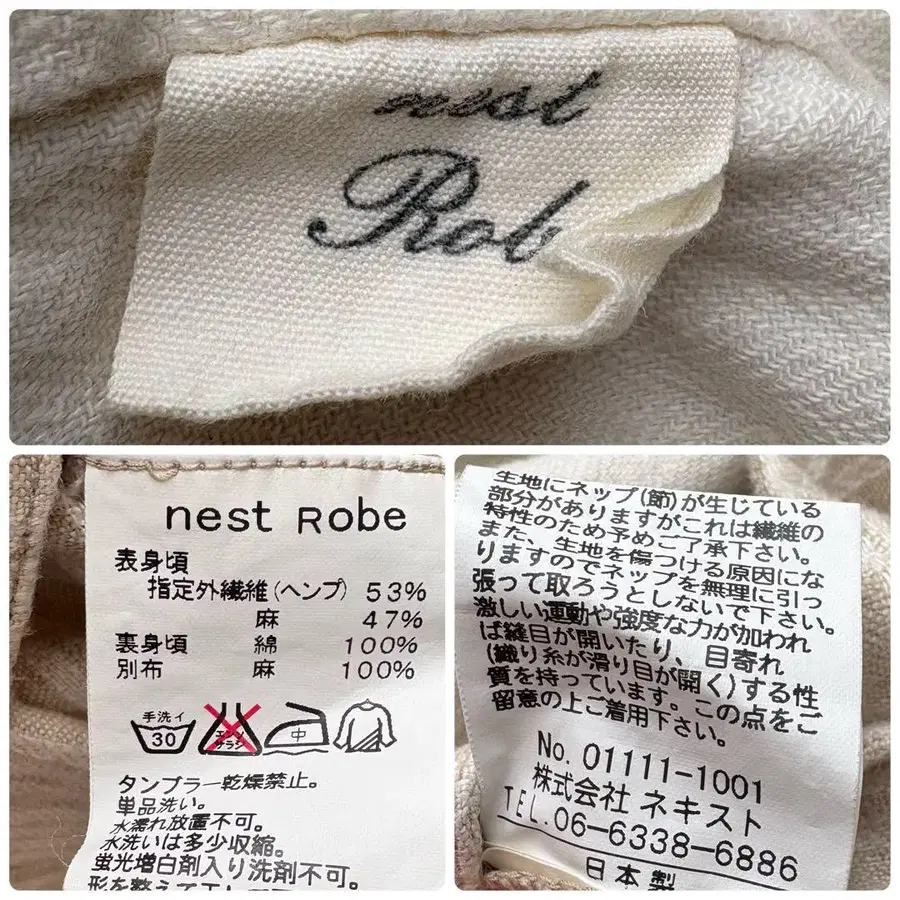 nest
Rob
nest Robe
表身頃
指定外繊維(ヘンプ) 53%
麻 47%
裏身頃 綿 100%
別布 麻 100%
手洗イ
30
エンソ
サラシ
中
タンブラー乾燥禁止。
単品洗い。
水濡れ放置不可。
水洗いは多少収縮。
蛍光増白剤入り洗剤不可。
形を整えて
生地にネップ(節)が生じている
部分がありますがこれは繊維の
特性のため予めご了承下さい。
また、生地を傷つける原因にな
りますのでネップを無理に引っ
張って取ろうとしないで下さい。
激しい運動や強度な力が加われ
ば縫目が開いたり、目寄れ
(織り糸が滑り目が開く)する性
質を持っています。この点をご
留意の上ご着用下さい。
No. 01111-1001
株式会社 ネキスト
TEL.06-6338-6886
日本製